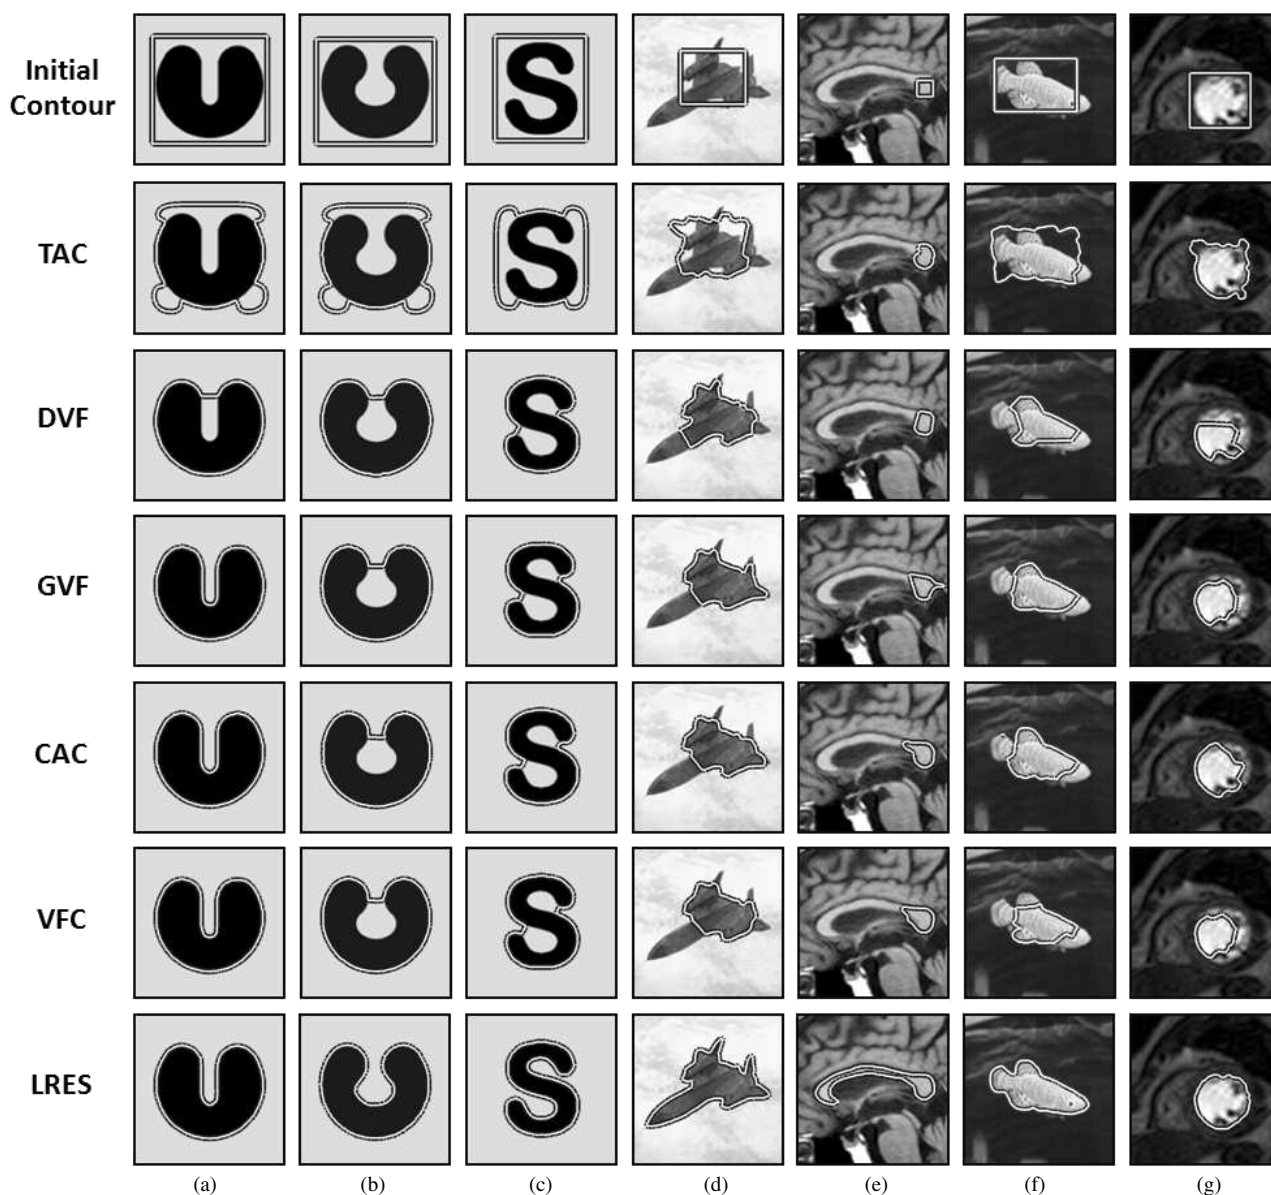 Initial
Contour
TAC
DVF
GVF
CAC
VFC
LRES
(a) (b) (c) (d) (e) (f) (g)